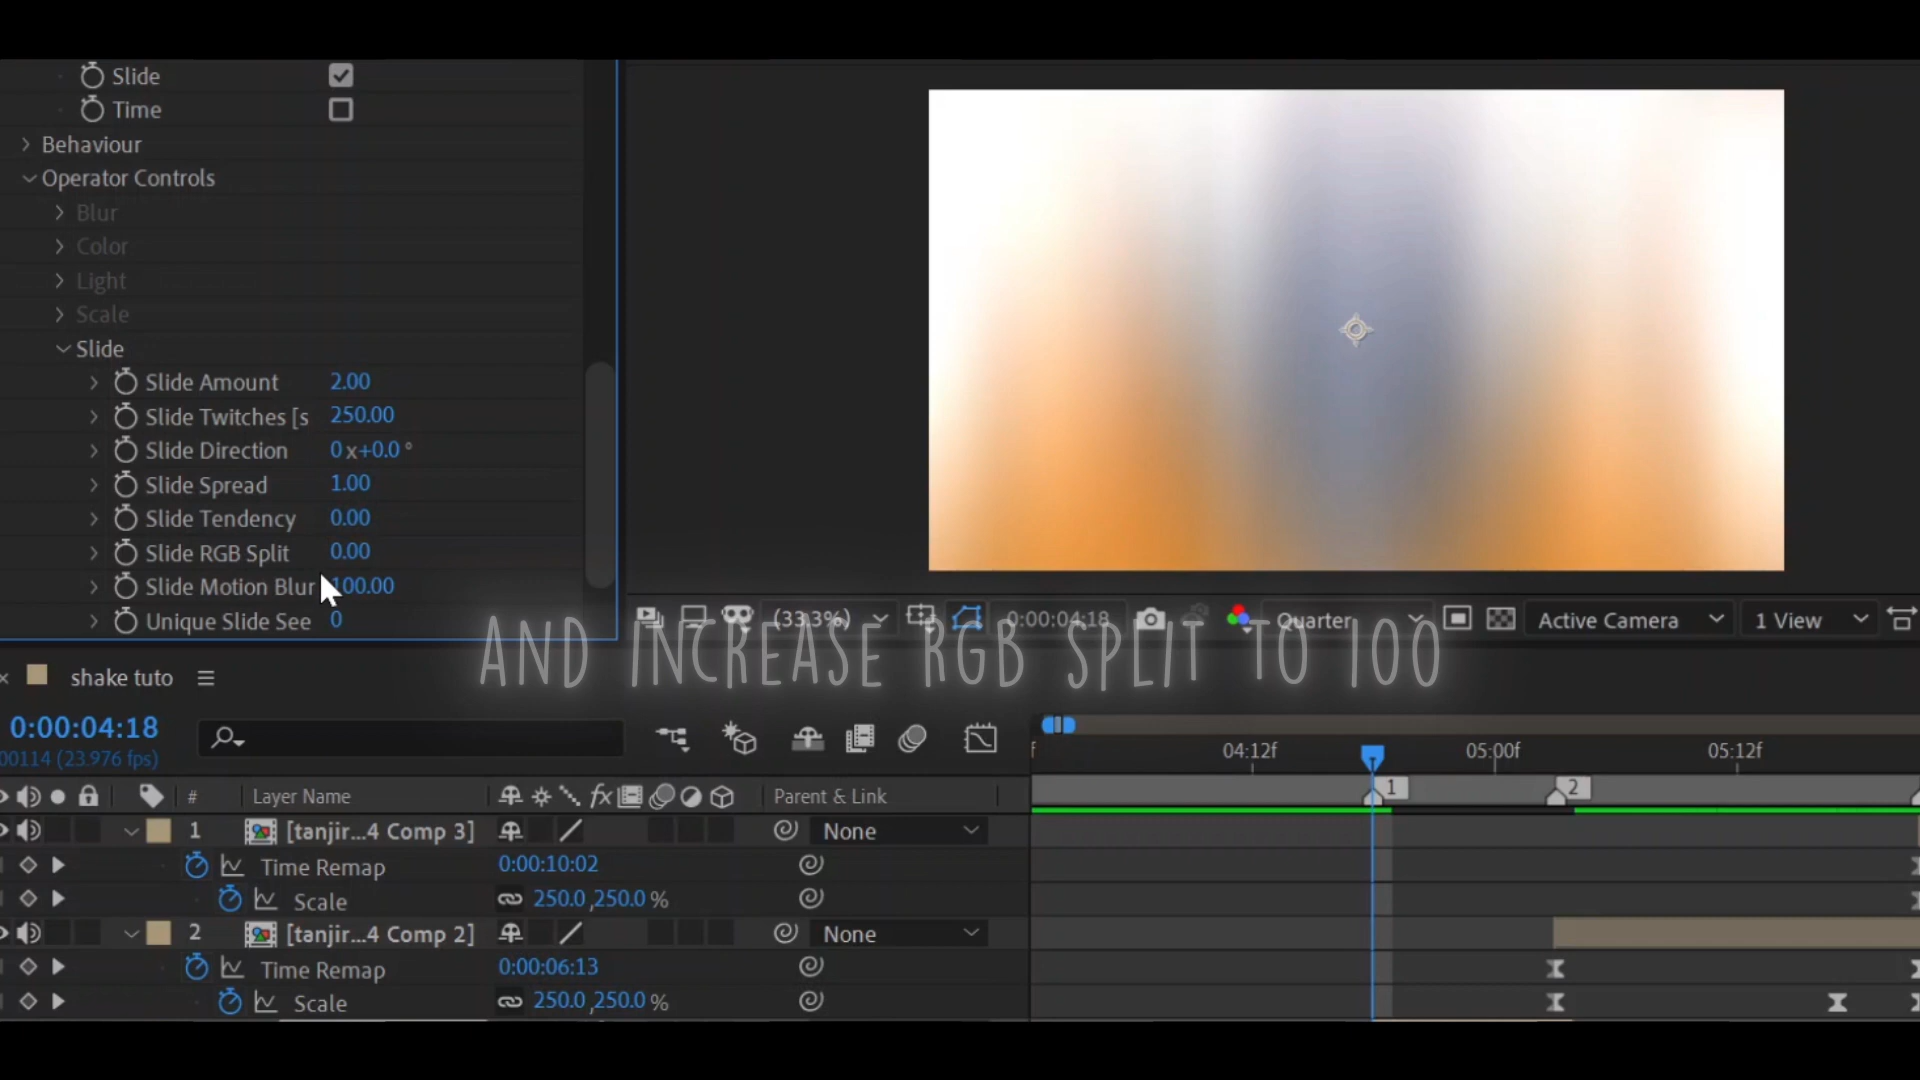 Slide
Time
Behaviour
Operator Controls
Blur
Color
Light
Scale
Slide
Slide Amount 2.00
Slide Twitches [s 250.00
Slide Direction 0x+0.0°
Slide Spread 1.00
Slide Tendency 0.00
Slide RGB Split 0.00
Slide Motion Blur 100.00
Unique Slide See 0
(33.3%) 0:00:04:18 Quarter Active Camera 1 View
AND INCREASE RGB SPLIT TO 100
shake tuto
0:00:04:18
00114 (23.976 fps)
f 04:12f 05:00f 05:12f
# Layer Name fx Parent & Link 1 2
1 [tanjir...4 Comp 3] None
Time Remap 0:00:10:02
Scale 250.0,250.0%
2 [tanjir...4 Comp 2] None
Time Remap 0:00:06:13
Scale 250.0,250.0%